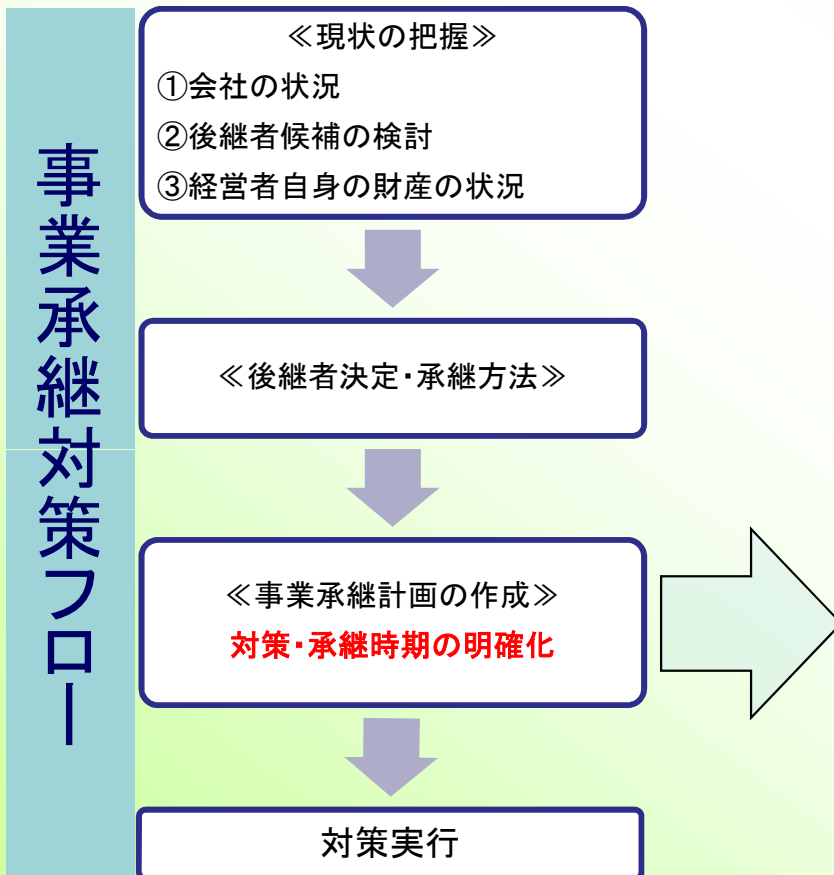 事業承継対策フロー
≪現状の把握≫
①会社の状況
②後継者候補の検討
③経営者自身の財産の状況
≪後継者決定・承継方法≫
≪事業承継計画の作成≫
対策・承継時期の明確化
対策実行